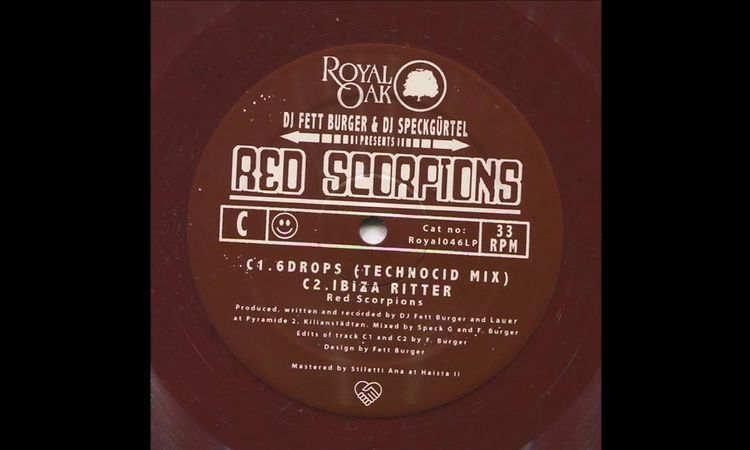 ROYAL
OAK
DJ FETT BURGER & DJ SPECKGÜRTEL
PRESENTS
RED SCORPIONS
C
Cat no:
Royal046LP
33
RPM
C1.6DROPS (TECHNOCID MIX)
C2.IBiZA RITTER
Red Scorpions
Produced, written and recorded by DJ Fett Burger and Lauer
at Pyramide 2, Kilianstädtan. Mixed by Speck G and F. Burger
Edits of track C1 and C2 by F. Burger
Design by Fett Burger
Mastered by Stiletti Ana at Haista II